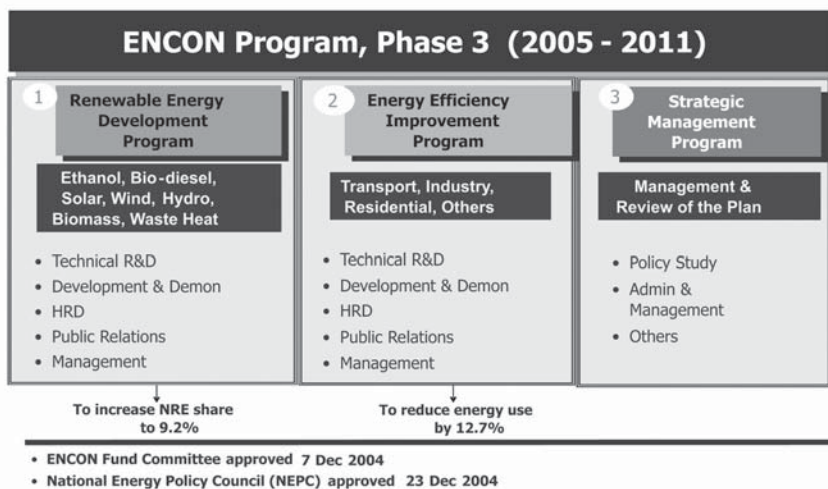 ENCON Program, Phase 3 (2005 - 2011)
1
Renewable Energy
Development
Program
Ethanol, Bio-diesel,
Solar, Wind, Hydro,
Biomass, Waste Heat
• Technical R&D
• Development & Demon
• HRD
• Public Relations
• Management
To increase NRE share
to 9.2%
2
Energy Efficiency
Improvement
Program
Transport, Industry,
Residential, Others
• Technical R&D
• Development & Demon
• HRD
• Public Relations
• Management
To reduce energy use
by 12.7%
3
Strategic
Management
Program
Management &
Review of the Plan
• Policy Study
• Admin &
Management
• Others
• ENCON Fund Committee approved 7 Dec 2004
• National Energy Policy Council (NEPC) approved 23 Dec 2004